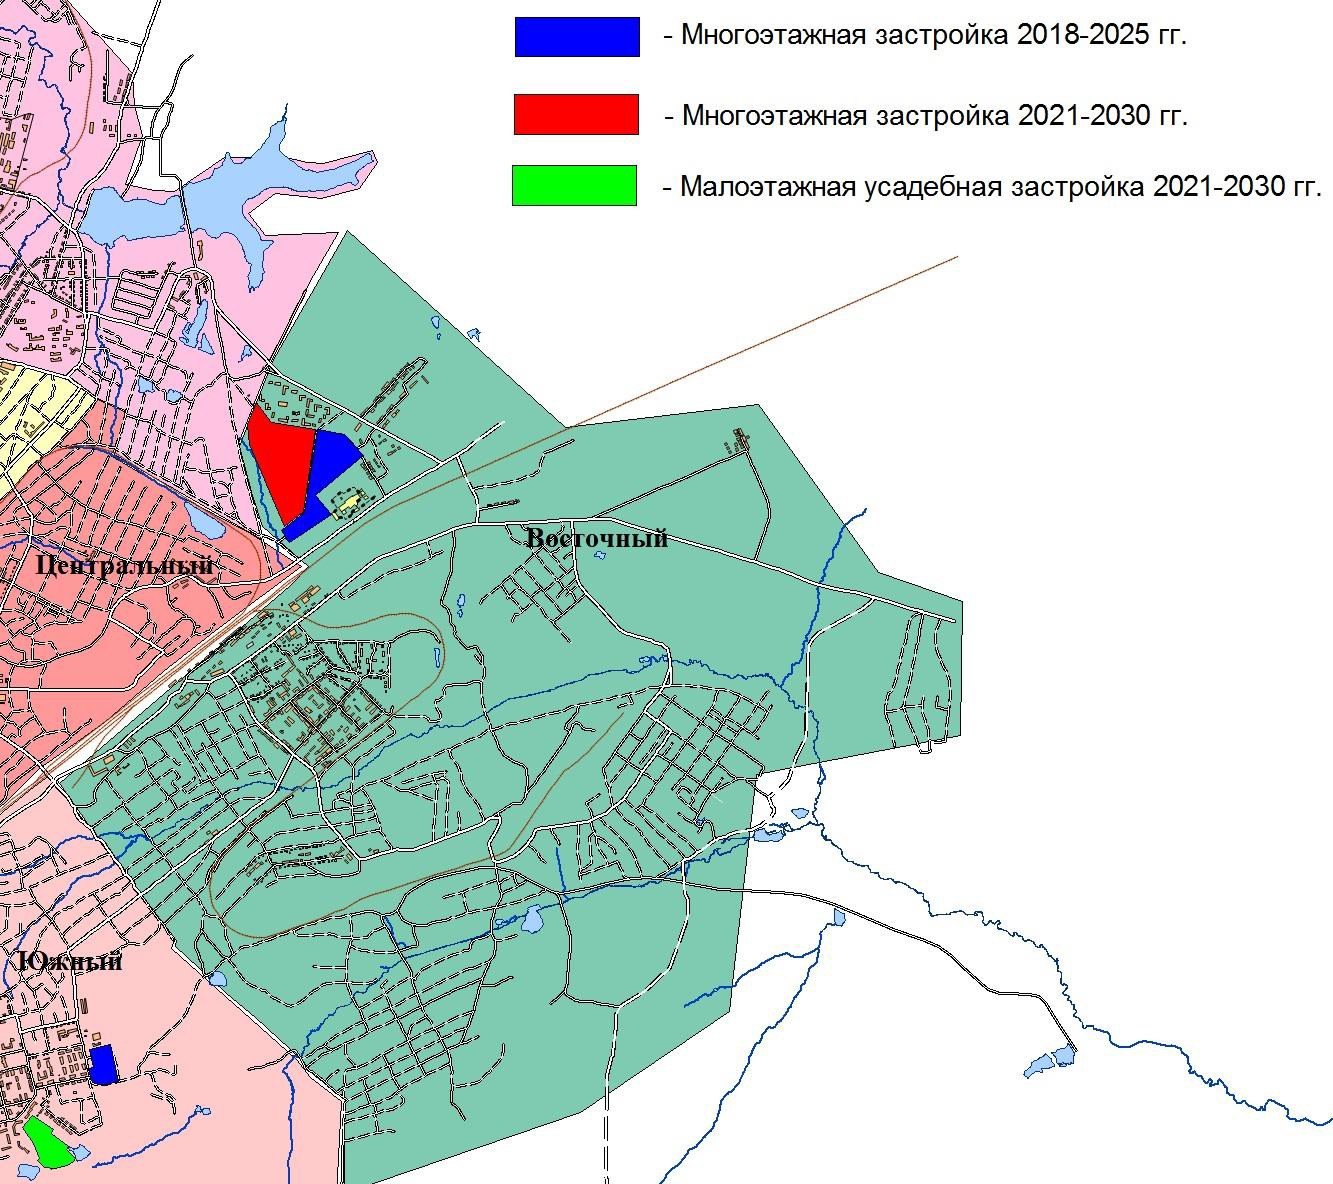 - Многоэтажная застройка 2018-2025 гг.
- Многоэтажная застройка 2021-2030 гг.
- Малоэтажная усадебная застройка 2021-2030 гг.
Восточный
Центральный
Южный